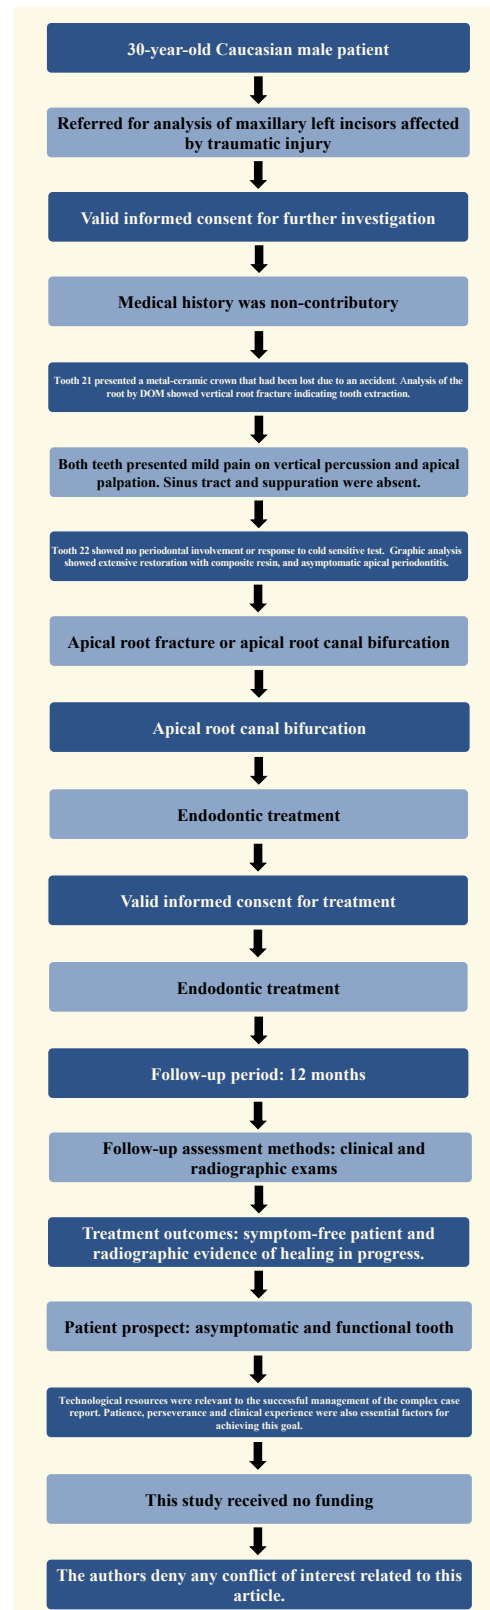 30-year-old Caucasian male patient
Referred for analysis of maxillary left incisors affected
by traumatic injury
Valid informed consent for further investigation
Medical history was non-contributory
Tooth 21 presented a metal-ceramic crown that had been lost due to an accident. Analysis of the
root by DOM showed vertical root fracture indicating tooth extraction.
Both teeth presented mild pain on vertical percussion and apical
palpation. Sinus tract and suppuration were absent.
Tooth 22 showed no periodontal involvement or response to cold sensitive test. Graphic analysis
showed extensive restoration with composite resin, and asymptomatic apical periodontitis.
Apical root fracture or apical root canal bifurcation
Apical root canal bifurcation
Endodontic treatment
Valid informed consent for treatment
Endodontic treatment
Follow-up period: 12 months
Follow-up assessment methods: clinical and
radiographic exams
Treatment outcomes: symptom-free patient and
radiographic evidence of healing in progress.
Patient prospect: asymptomatic and functional tooth
Technological resources were relevant to the successful management of the complex case
report. Patience, perseverance and clinical experience were also essential factors for
achieving this goal.
This study received no funding
The authors deny any conflict of interest related to this
article.